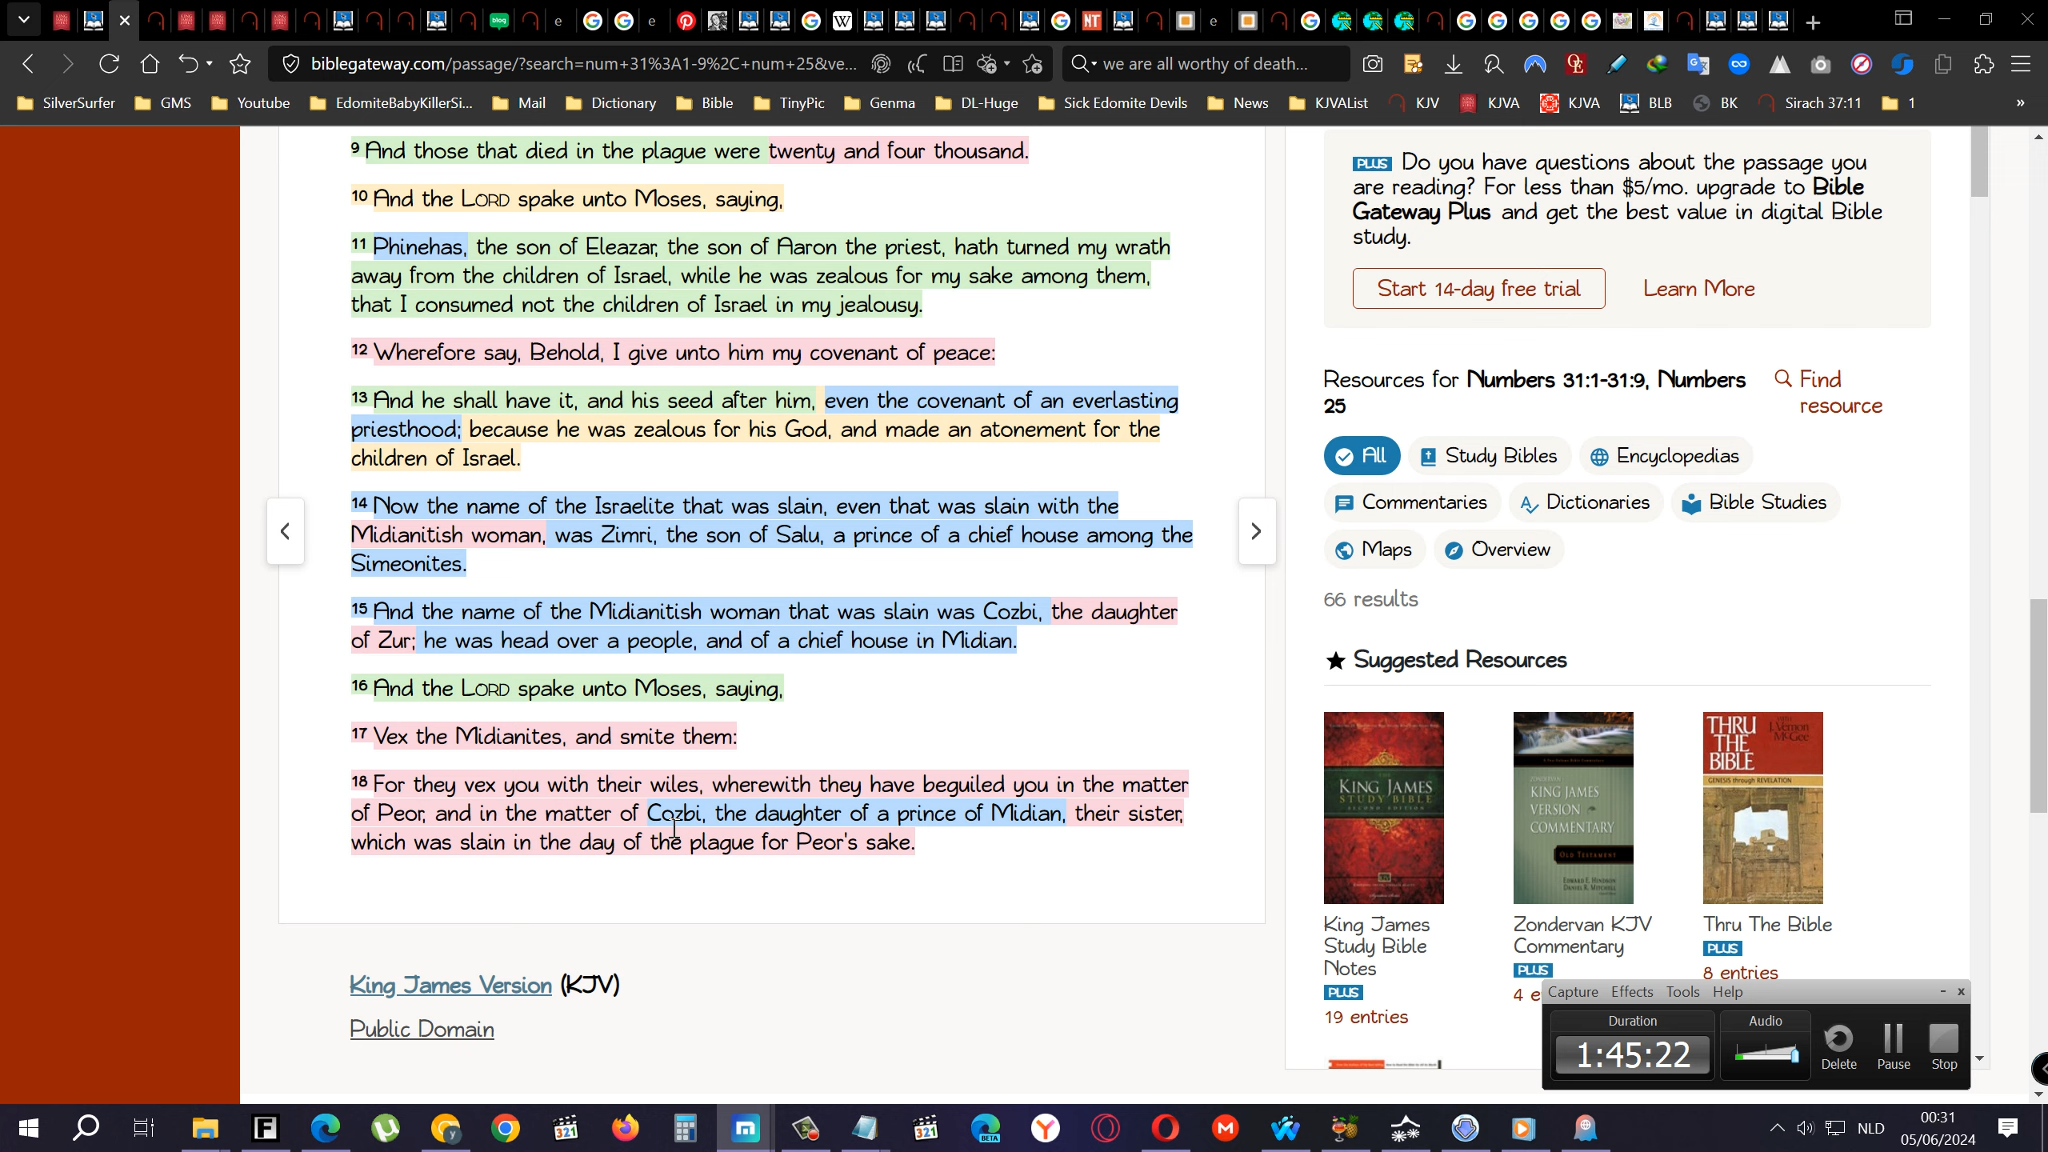 biblegateway.com/passage/?search=num+31%3A1-9%2C+num+25&ve...
we are all worthy of death...
SilverSurfer
GMS
Youtube
EdomiteBabyKillerSi...
Mail
Dictionary
Bible
TinyPic
Genma
DL-Huge
Sick Edomite Devils
News
KJVAList
KJV
KJVA
KJVA
BLB
BK
Sirach 37:11
1
»
9 And those that died in the plague were twenty and four thousand.
10 And the LORD spake unto Moses, saying,
11 Phinehas, the son of Eleazar, the son of Aaron the priest, hath turned my wrath
away from the children of Israel, while he was zealous for my sake among them,
that I consumed not the children of Israel in my jealousy.
12 Wherefore say, Behold, I give unto him my covenant of peace:
13 And he shall have it, and his seed after him, even the covenant of an everlasting
priesthood; because he was zealous for his God, and made an atonement for the
children of Israel.
14 Now the name of the Israelite that was slain, even that was slain with the
Midianitish woman, was Zimri, the son of Salu, a prince of a chief house among the
Simeonites.
15 And the name of the Midianitish woman that was slain was Cozbi, the daughter
of Zur; he was head over a people, and of a chief house in Midian.
16 And the LORD spake unto Moses, saying,
17 Vex the Midianites, and smite them:
18 For they vex you with their wiles, wherewith they have beguiled you in the matter
of Peor, and in the matter of Cozbi, the daughter of a prince of Midian, their sister,
which was slain in the day of the plague for Peor's sake.
King James Version (KJV)
Public Domain
PLUS Do you have questions about the passage you
are reading? For less than $5/mo. upgrade to Bible
Gateway Plus and get the best value in digital Bible
study.
Start 14-day free trial
Learn More
Resources for Numbers 31:1-31:9, Numbers
25
Find
resource
All
Study Bibles
Encyclopedias
Commentaries
Dictionaries
Bible Studies
Maps
Overview
66 results
Suggested Resources
KING JAMES
STUDY BIBLE
KING JAMES
VERSION
COMMENTARY
OLD TESTAMENT
THRU
THE
BIBLE
GENESIS through REVELATION
King James
Study Bible
Notes
PLUS
19 entries
Zondervan KJV
Commentary
PLUS
4 e
Thru The Bible
PLUS
8 entries
Capture
Effects
Tools
Help
Duration
1:45:22
Audio
Delete
Pause
Stop
NLD
00:31
05/06/2024